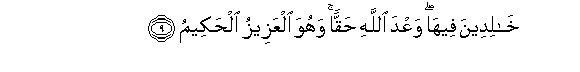 خَـٰلِدِينَ فِيهَاۖ وَعْدَ ٱللَّهِ حَقًّاۚ وَهُوَ ٱلْعَزِيزُ ٱلْحَكِيمُ ۝٩